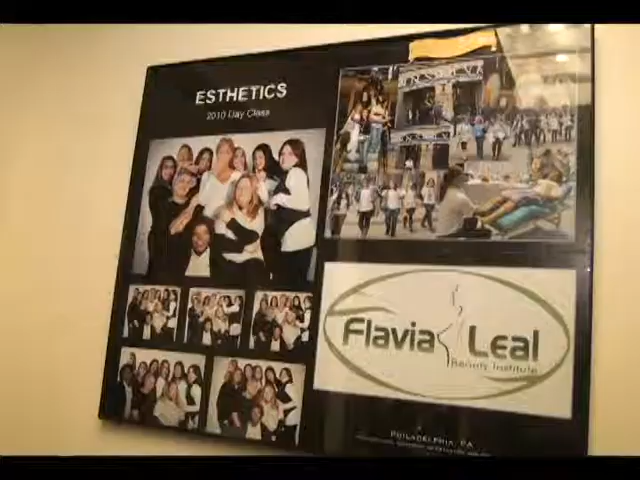 ESTHETICS
2010 Day Class
Flavia Leal
Beauty Institute
PHILADELPHIA, PA